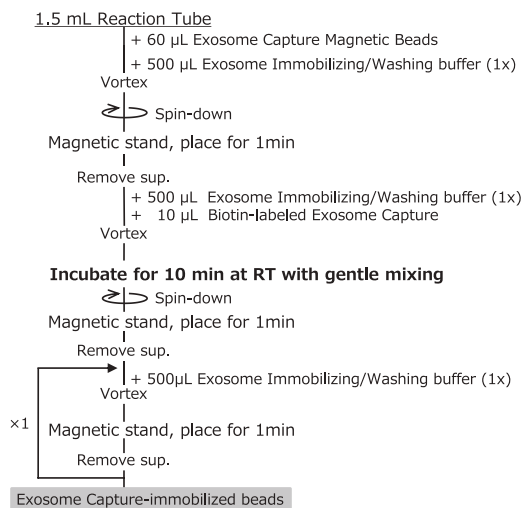 1.5 mL Reaction Tube
+ 60 µL Exosome Capture Magnetic Beads
+ 500 µL Exosome Immobilizing/Washing buffer (1x)
Vortex
Spin-down
Magnetic stand, place for 1min
Remove sup.
+ 500 µL  Exosome Immobilizing/Washing buffer (1x)
+   10 µL  Biotin-labeled Exosome Capture
Vortex
Incubate for 10 min at RT with gentle mixing
Spin-down
Magnetic stand, place for 1min
Remove sup.
+ 500µL Exosome Immobilizing/Washing buffer (1x)
Vortex
×1
Magnetic stand, place for 1min
Remove sup.
Exosome Capture-immobilized beads